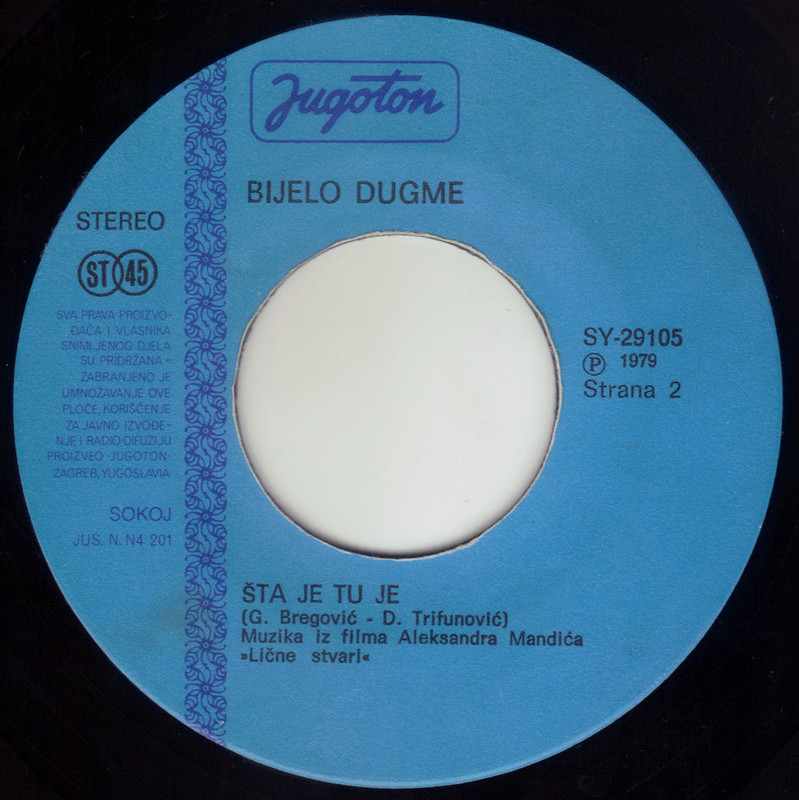 Jugoton
BIJELO DUGME
STEREO
ST 45
SVA PRAVA PROIZVO-
ĐAČA I VLASNIKA
SNIMLJENOG DJELA
SU PRIDRŽANA -
ZABRANJENO JE
UMNOŽAVANJE OVE
PLOČE, KORIŠĆENJE
ZA JAVNO IZVOĐE-
NJE I RADIO-DIFUZIJU
PROIZVEO -JUGOTON-
ZAGREB, YUGOSLAVIA
SOKOJ
JUS. N. N4 201
SY-29105
Ⓟ 1979
Strana 2
ŠTA JE TU JE
(G. Bregović - D. Trifunović)
Muzika iz filma Aleksandra Mandića
»Lične stvari«